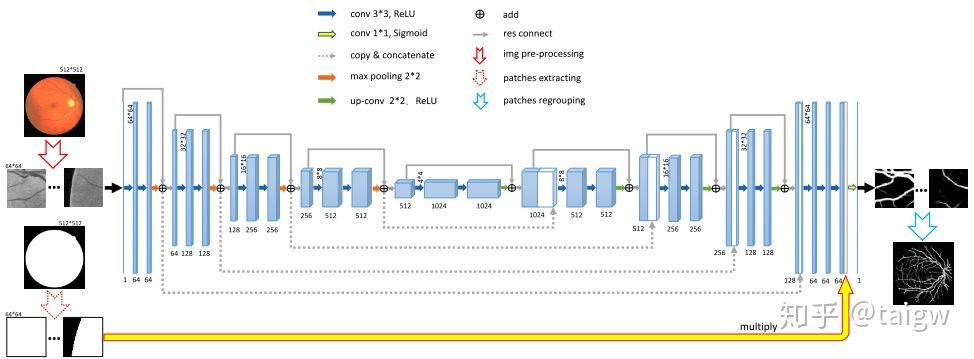 conv 3*3, ReLU
add
conv 1*1, Sigmoid
res connect
copy & concatenate
img pre-processing
max pooling 2*2
patches extracting
up-conv 2*2, ReLU
patches regrouping
512*512
64*64
512*512
64*64
64*64
32*32
16*16
8*8
4*4
8*8
16*16
32*32
64*64
1 64 64
64 128 128
128 256 256
256 512 512
512 1024 1024
1024 512 512
512 256 256
256 128 128
128 64 64 64 1
multiply
知乎 @taigw